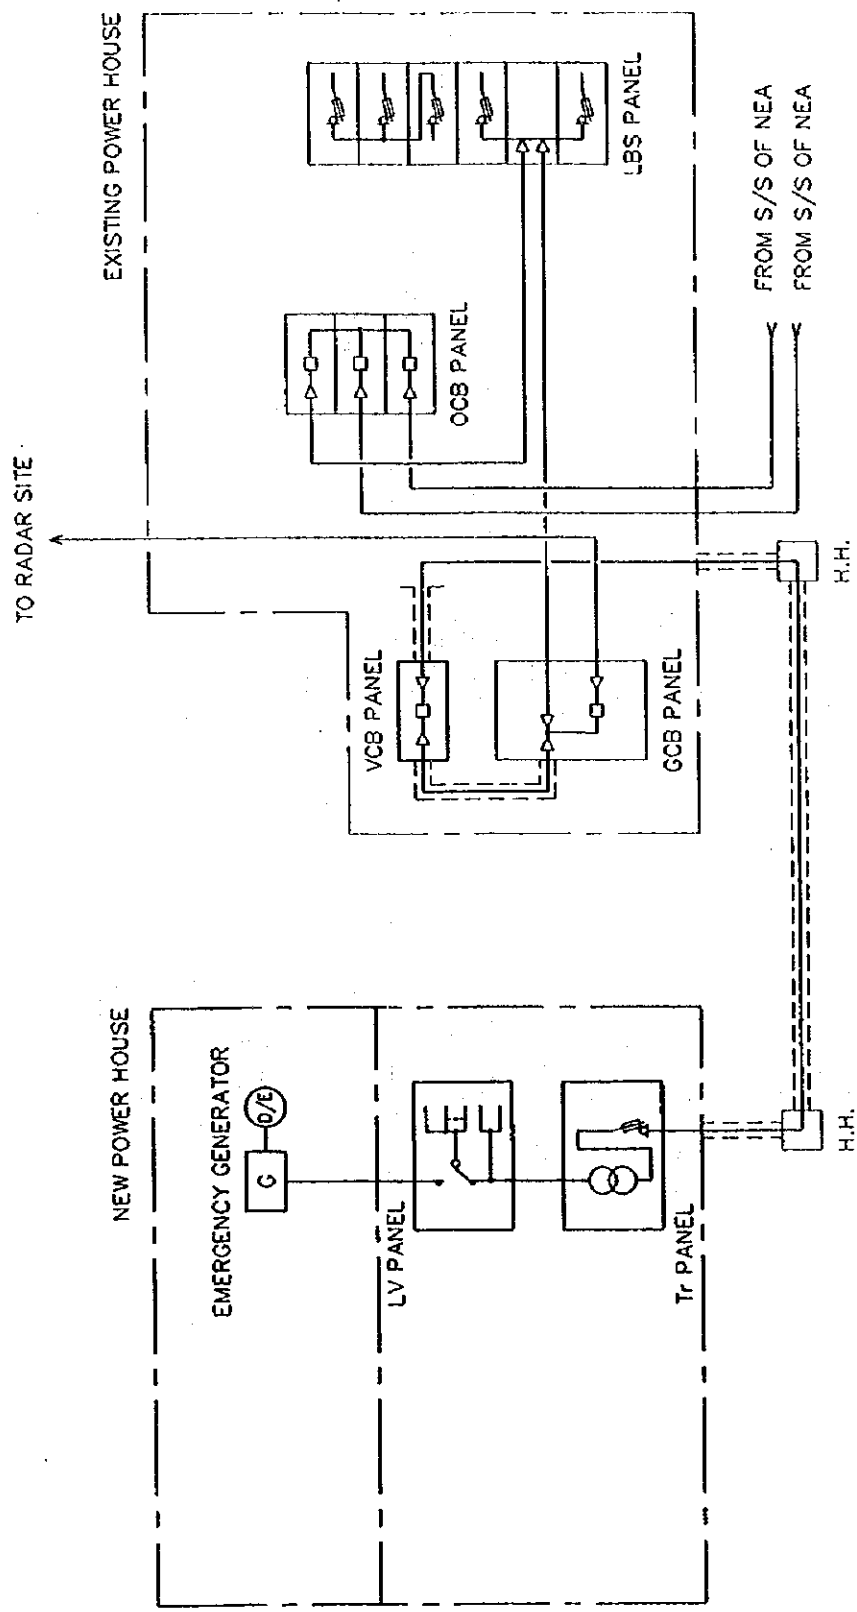 NEW POWER HOUSE
EMERGENCY GENERATOR
G
D/E
LV PANEL
Tr PANEL
H.H.
TO RADAR SITE
EXISTING POWER HOUSE
VCB PANEL
GCB PANEL
OCB PANEL
LBS PANEL
FROM S/S OF NEA
FROM S/S OF NEA
H.H.